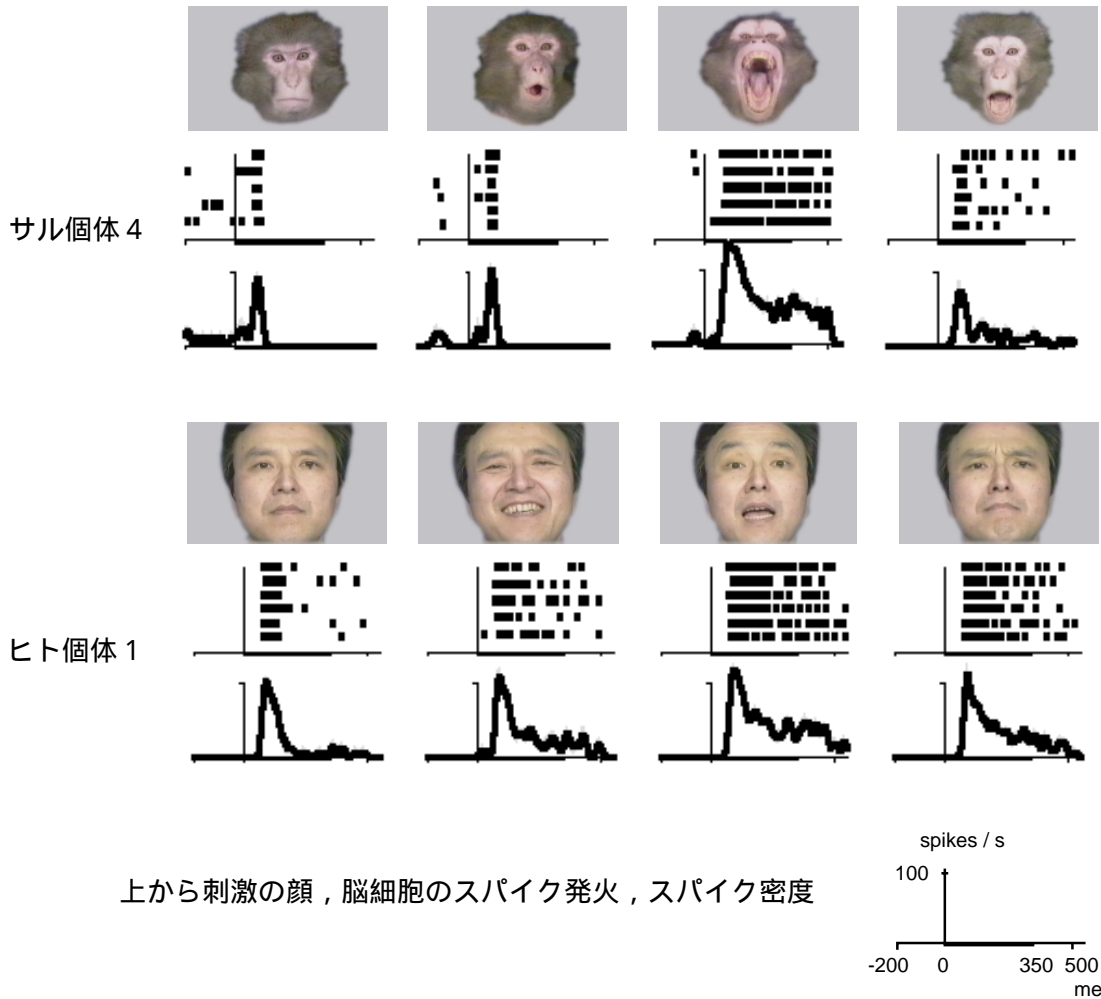 サル個体 4
ヒト個体 1
上から刺激の顔，脳細胞のスパイク発火，スパイク密度
spikes / s
100
-200 0 350 500
me